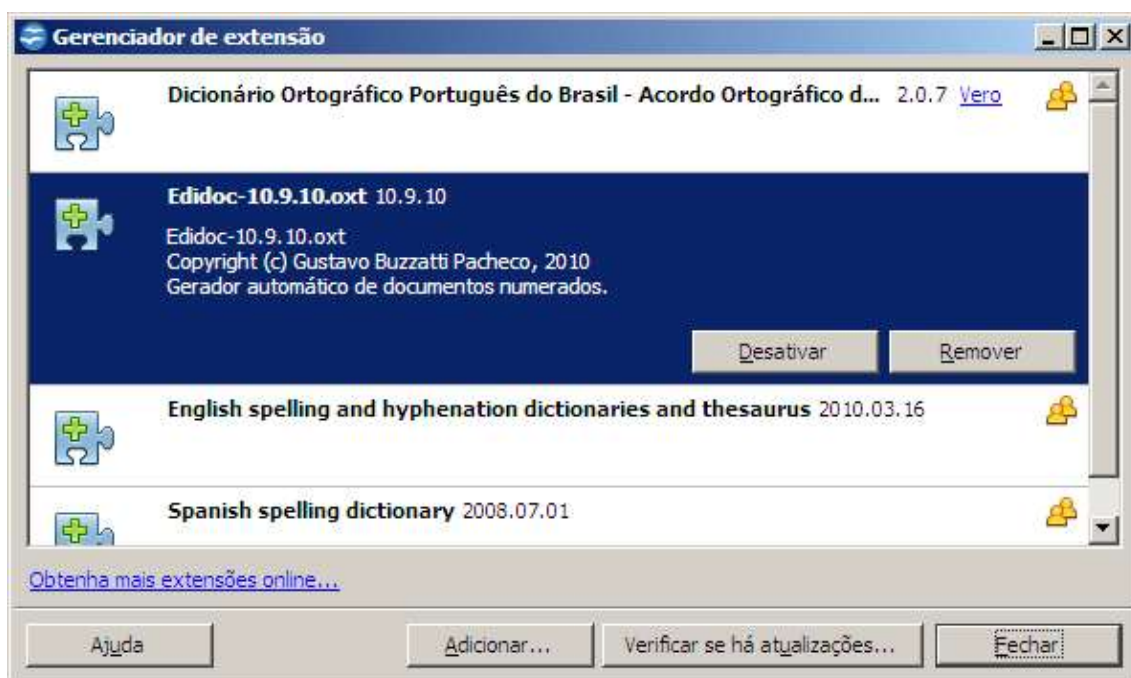 Gerenciador de extensão
Dicionário Ortográfico Português do Brasil - Acordo Ortográfico d... 2.0.7 Vero
Edidoc-10.9.10.oxt 10.9.10
Edidoc-10.9.10.oxt
Copyright (c) Gustavo Buzzatti Pacheco, 2010
Gerador automático de documentos numerados.
Desativar Remover
English spelling and hyphenation dictionaries and thesaurus 2010.03.16
Spanish spelling dictionary 2008.07.01
Obtenha mais extensões online...
Ajuda Adicionar... Verificar se há atualizações... Fechar